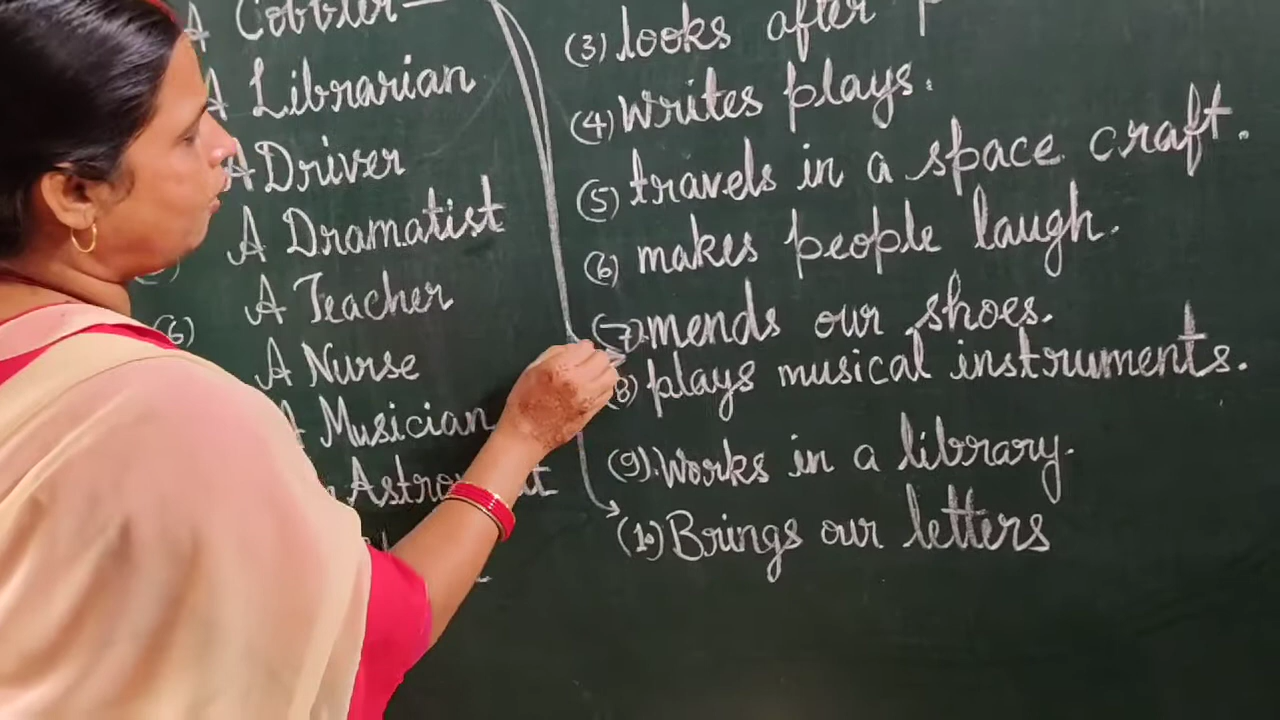 A Cobbler
A Librarian
A Driver
A Dramatist
A Teacher
(6) A Nurse
A Musician
(3) looks after
(4) Writes plays.
(5) travels in a space craft.
(6) makes people laugh.
(7) mends our shoes.
(8) plays musical instruments.
(9). Works in a library.
(10) Brings our letters